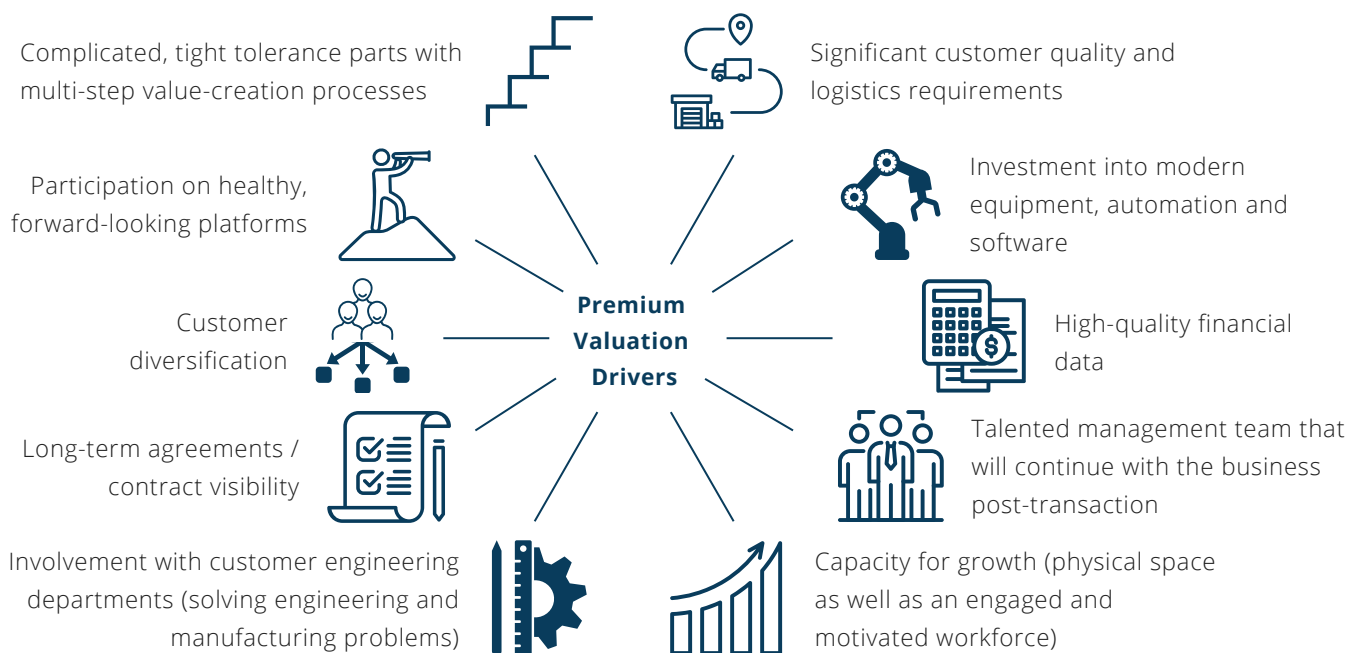 Complicated, tight tolerance parts with
multi-step value-creation processes
Significant customer quality and
logistics requirements
Participation on healthy,
forward-looking platforms
Investment into modern
equipment, automation and
software
Premium
Valuation
Drivers
Customer
diversification
High-quality financial
data
$
Long-term agreements /
contract visibility
Talented management team that
will continue with the business
post-transaction
Involvement with customer engineering
departments (solving engineering and
manufacturing problems)
Capacity for growth (physical space
as well as an engaged and
motivated workforce)